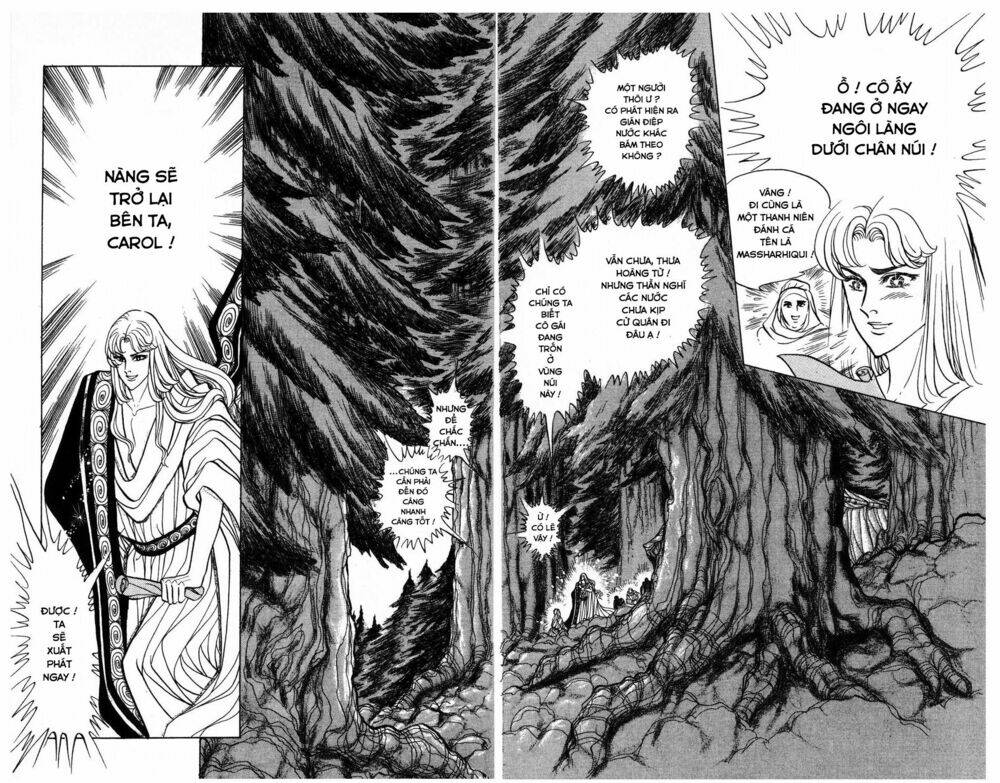 Ồ! CÔ ẤY
ĐANG Ở NGAY
NGÔI LÀNG
DƯỚI CHÂN NÚI!
VÂNG!
ĐI CÙNG LÀ
MỘT THANH NIÊN
ĐÁNH CÁ
TÊN LÀ
MASSHARHIQUI!
MỘT NGƯỜI
THÔI Ư?
CÓ PHÁT HIỆN RA
GIÁN ĐIỆP
NƯỚC KHÁC
BÁM THEO
KHÔNG?
VẪN CHƯA, THƯA
HOÀNG TỬ!
NHƯNG THẦN NGHĨ
CÁC NƯỚC
CHƯA KỊP
CỬ QUÂN ĐI
ĐÂU Ạ!
CHỈ CÓ
CHÚNG TA
BIẾT
CÔ GÁI
ĐANG
TRỐN
Ở
VÙNG
NÚI
NÀY!
Ừ!
CÓ LẼ
VẬY!
NHƯNG
ĐỂ
CHẮC
CHẮN....
...CHÚNG TA
CẦN PHẢI
ĐẾN ĐÓ
CÀNG
NHANH
CÀNG TỐT!
NÀNG SẼ
TRỞ LẠI
BÊN TA,
CAROL!
ĐƯỢC!
TA
SẼ
XUẤT
PHÁT
NGAY!